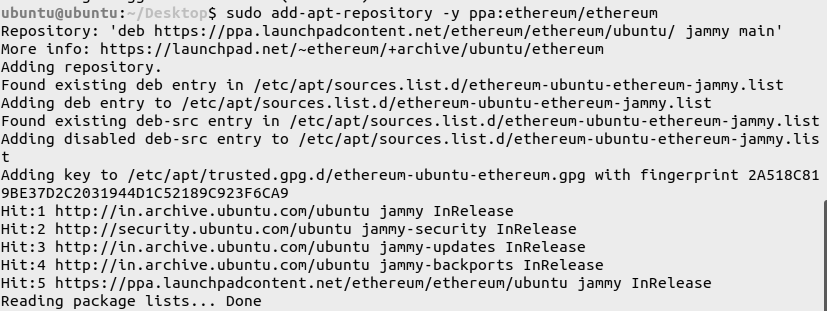 ubuntu@ubuntu:~/Desktop$ sudo add-apt-repository -y ppa:ethereum/ethereum
Repository: 'deb https://ppa.launchpadcontent.net/ethereum/ethereum/ubuntu/ jammy main'
More info: https://launchpad.net/~ethereum/+archive/ubuntu/ethereum
Adding repository.
Found existing deb entry in /etc/apt/sources.list.d/ethereum-ubuntu-ethereum-jammy.list
Adding deb entry to /etc/apt/sources.list.d/ethereum-ubuntu-ethereum-jammy.list
Found existing deb-src entry in /etc/apt/sources.list.d/ethereum-ubuntu-ethereum-jammy.list
Adding disabled deb-src entry to /etc/apt/sources.list.d/ethereum-ubuntu-ethereum-jammy.lis
t
Adding key to /etc/apt/trusted.gpg.d/ethereum-ubuntu-ethereum.gpg with fingerprint 2A518C81
9BE37D2C2031944D1C52189C923F6CA9
Hit:1 http://in.archive.ubuntu.com/ubuntu jammy InRelease
Hit:2 http://security.ubuntu.com/ubuntu jammy-security InRelease
Hit:3 http://in.archive.ubuntu.com/ubuntu jammy-updates InRelease
Hit:4 http://in.archive.ubuntu.com/ubuntu jammy-backports InRelease
Hit:5 https://ppa.launchpadcontent.net/ethereum/ethereum/ubuntu jammy InRelease
Reading package lists... Done